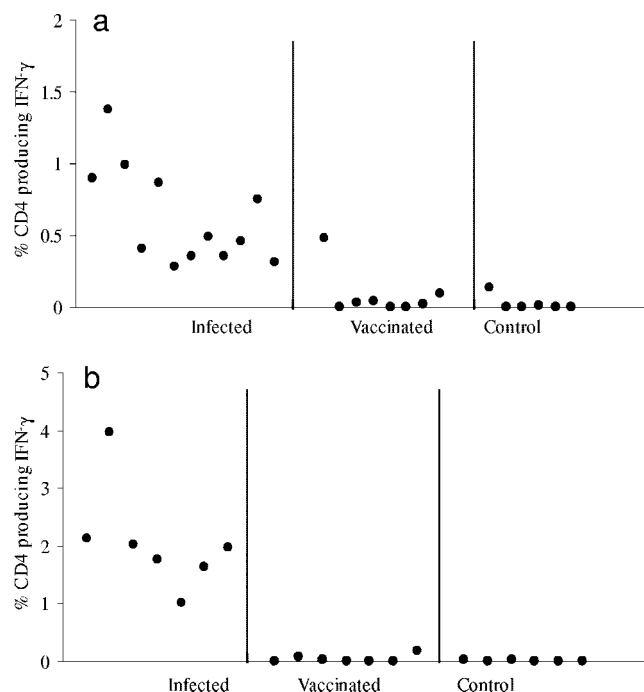 a
2
1.5
1
0.5
0
% CD4 producing IFN-γ
Infected Vaccinated Control
b
5
4
3
2
1
0
% CD4 producing IFN-γ
Infected Vaccinated Control